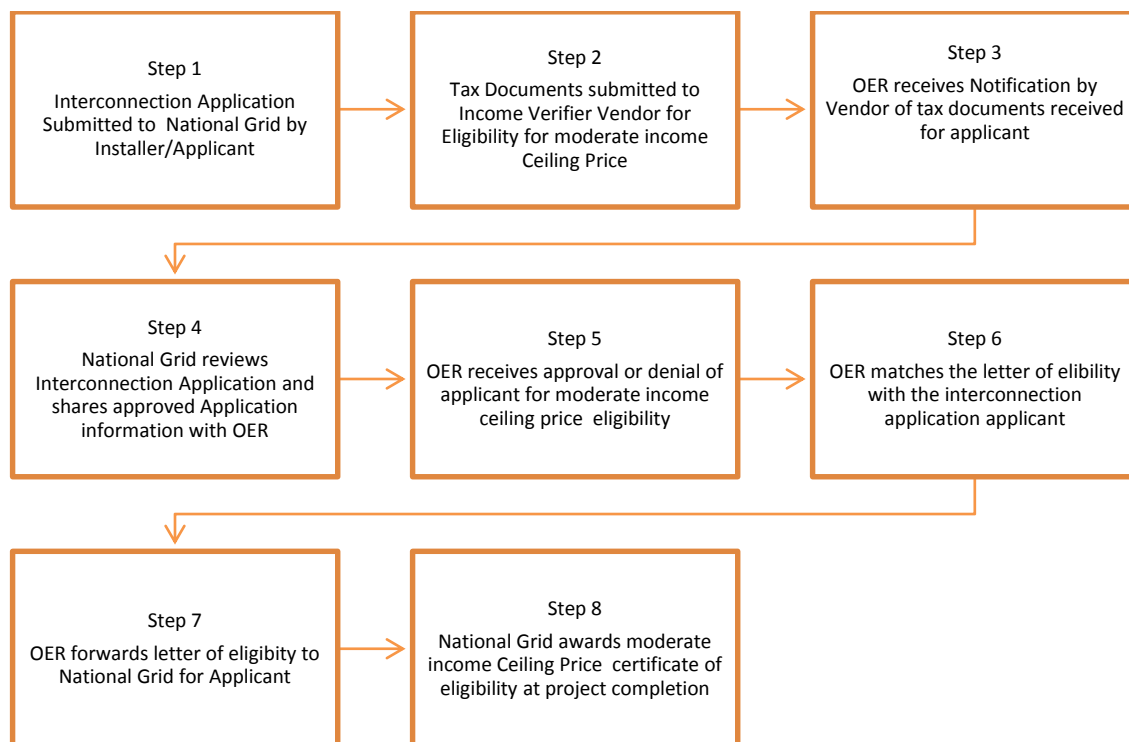 Step 1
Interconnection Application
Submitted to National Grid by
Installer/Applicant
Step 2
Tax Documents submitted to
Income Verifier Vendor for
Eligibility for moderate income
Ceiling Price
Step 3
OER receives Notification by
Vendor of tax documents received
for applicant
Step 4
National Grid reviews
Interconnection Application and
shares approved Application
information with OER
Step 5
OER receives approval or denial of
applicant for moderate income
ceiling price eligibility
Step 6
OER matches the letter of elibility
with the interconnection
application applicant
Step 7
OER forwards letter of eligibity to
National Grid for Applicant
Step 8
National Grid awards moderate
income Ceiling Price certificate of
eligibility at project completion